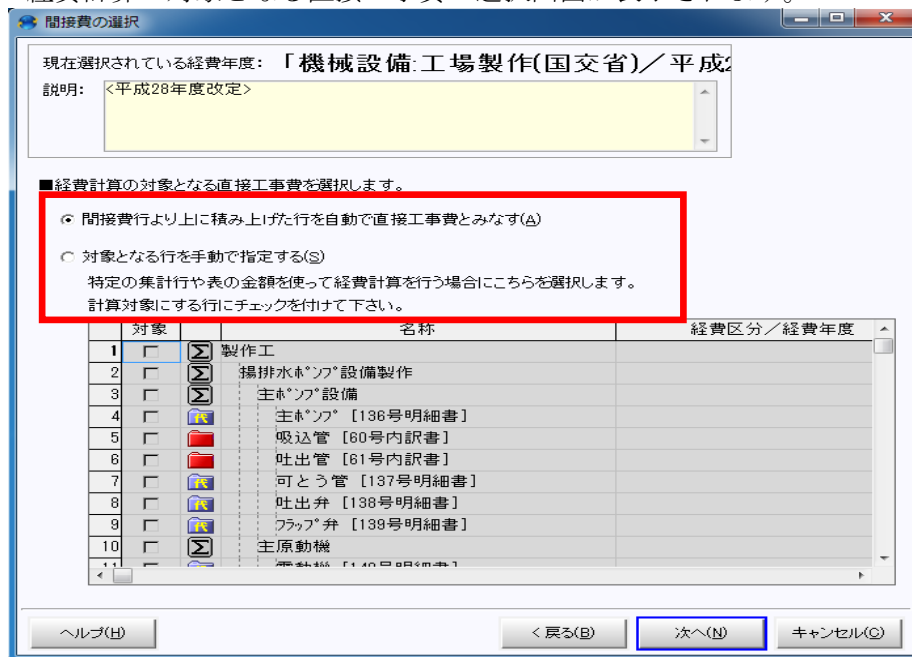 間接費の選択
現在選択されている経費年度: 「機械設備:工場製作(国交省)／平成2
説明: <平成28年度改定>
■経費計算の対象となる直接工事費を選択します。
間接費行より上に積み上げた行を自動で直接工事費とみなす(A)
対象となる行を手動で指定する(S)
特定の集計行や表の金額を使って経費計算を行う場合にこちらを選択します。
計算対象にする行にチェックを付けて下さい。
対象 名称 経費区分／経費年度
1 Σ 製作工
2 Σ 揚排水ﾎﾟﾝﾌﾟ設備製作
3 Σ 主ﾎﾟﾝﾌﾟ設備
4 代 主ﾎﾟﾝﾌﾟ [136号明細書]
5 吸込管 [60号内訳書]
6 吐出管 [61号内訳書]
7 代 可とう管 [137号明細書]
8 代 吐出弁 [138号明細書]
9 代 ﾌﾗｯﾌﾟ弁 [139号明細書]
10 Σ 主原動機
ヘルプ(H) < 戻る(B) 次へ(N) キャンセル(C)